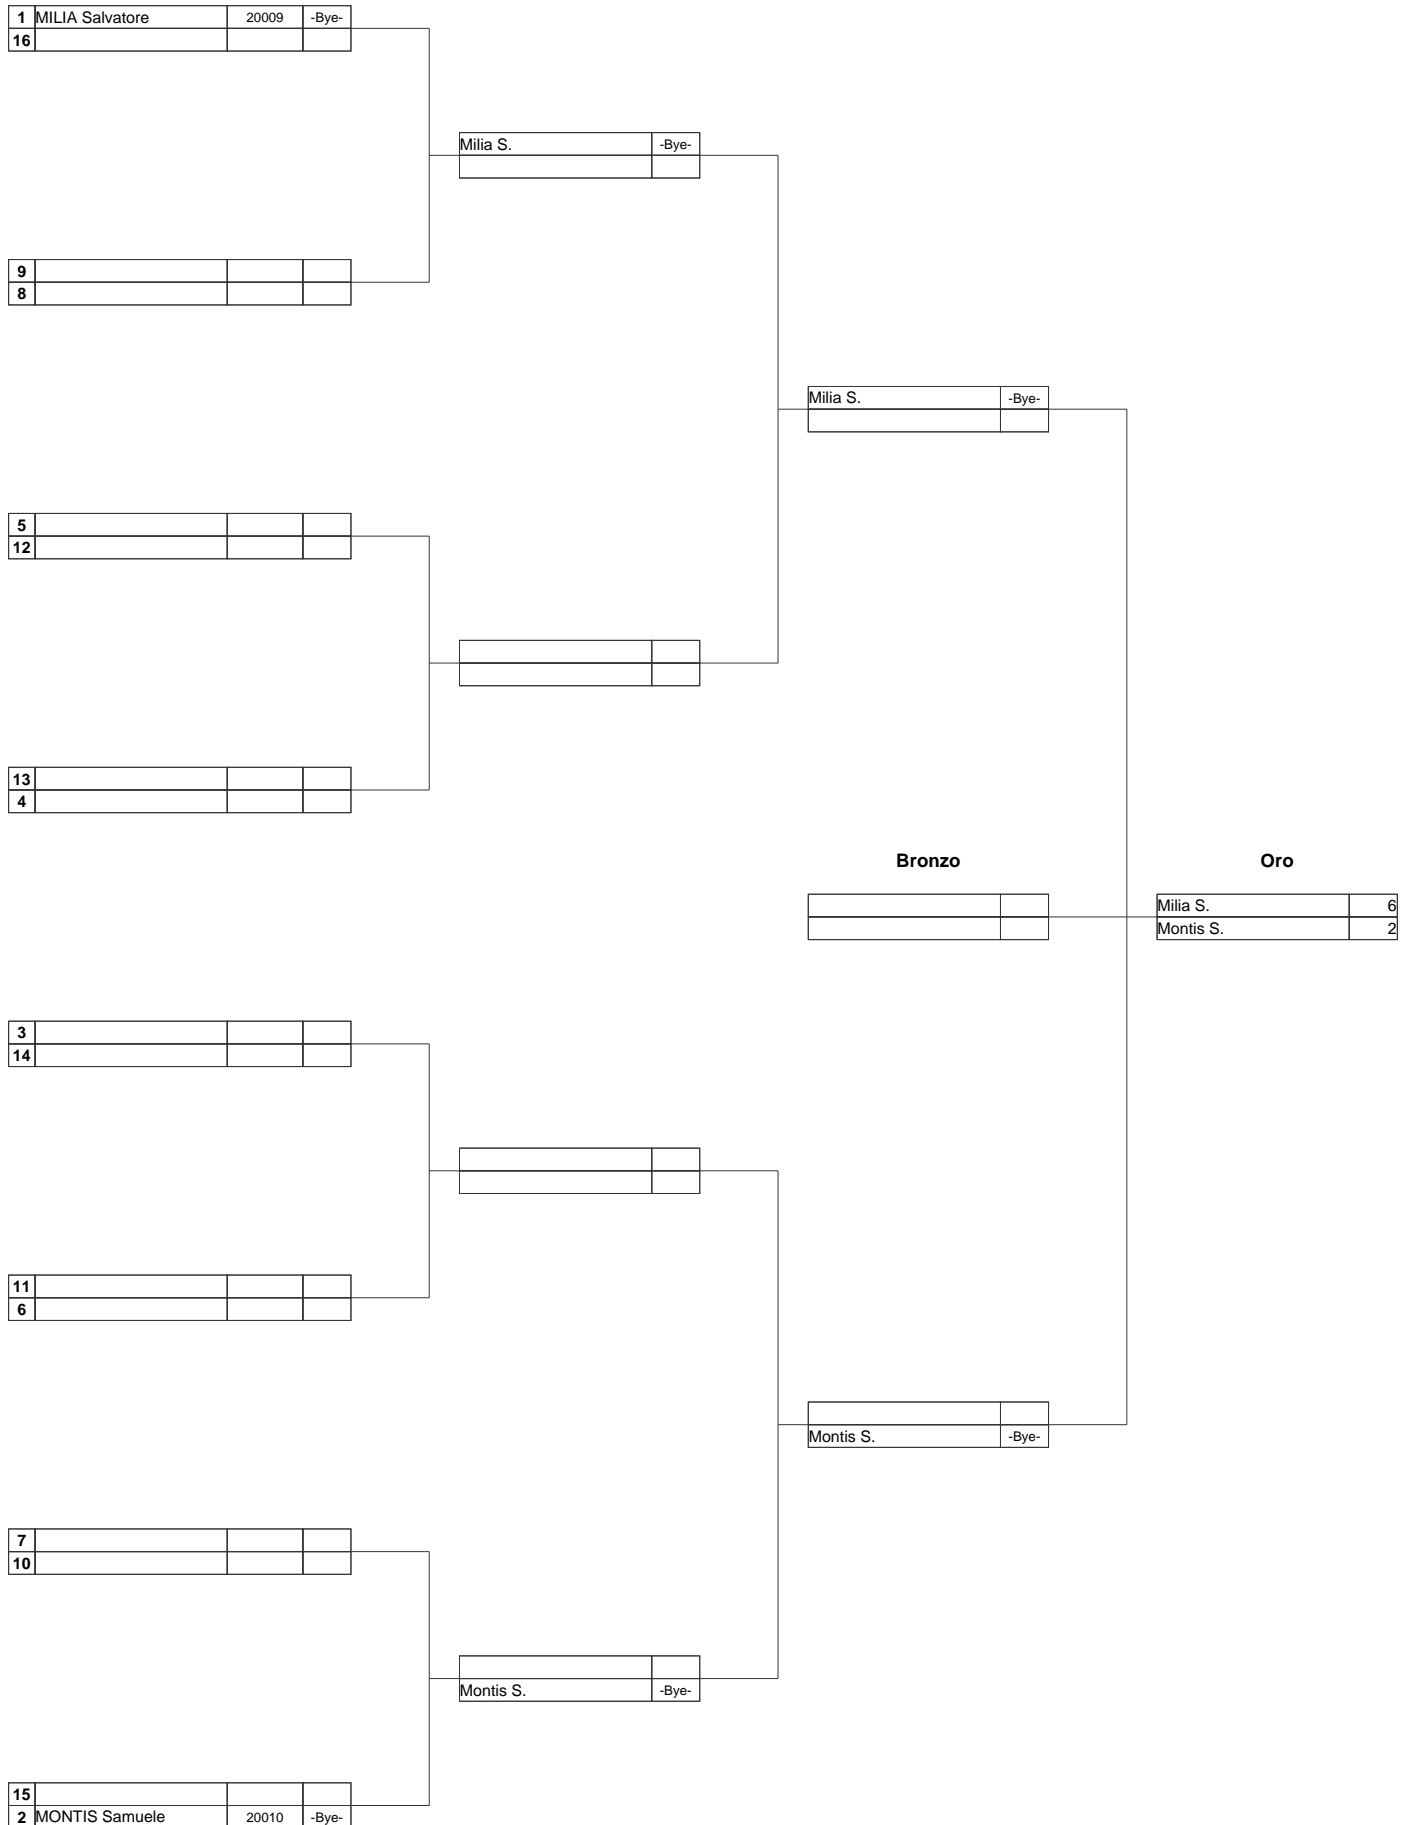 1 MILIA Salvatore 20009 -Bye-
16
Milia S. -Bye-
9
8
Milia S. -Bye-
5
12
13
4
Bronzo Oro
Milia S. 6
Montis S. 2
3
14
11
6
Montis S. -Bye-
7
10
Montis S. -Bye-
15
2 MONTIS Samuele 20010 -Bye-